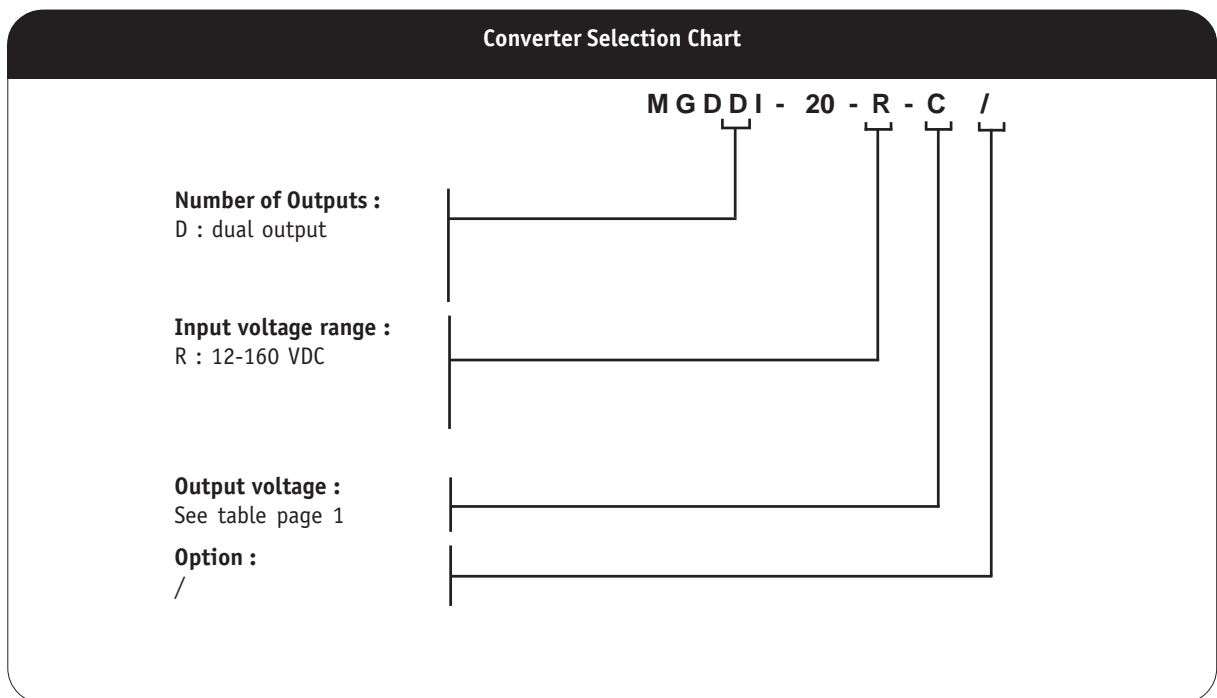 Converter Selection Chart
M G D D I - 20 - R - C /
Number of Outputs :
D : dual output
Input voltage range :
R : 12-160 VDC
Output voltage :
See table page 1
Option :
/